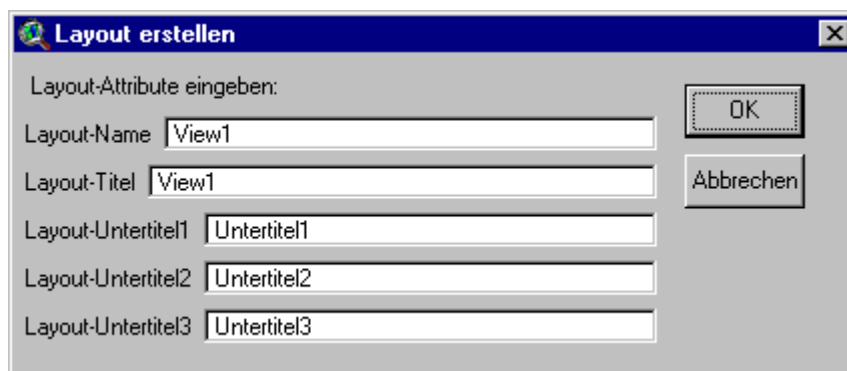 Layout erstellen
Layout-Attribute eingeben:
OK
Layout-Name View1
Layout-Titel View1
Abbrechen
Layout-Untertitel1 Untertitel1
Layout-Untertitel2 Untertitel2
Layout-Untertitel3 Untertitel3